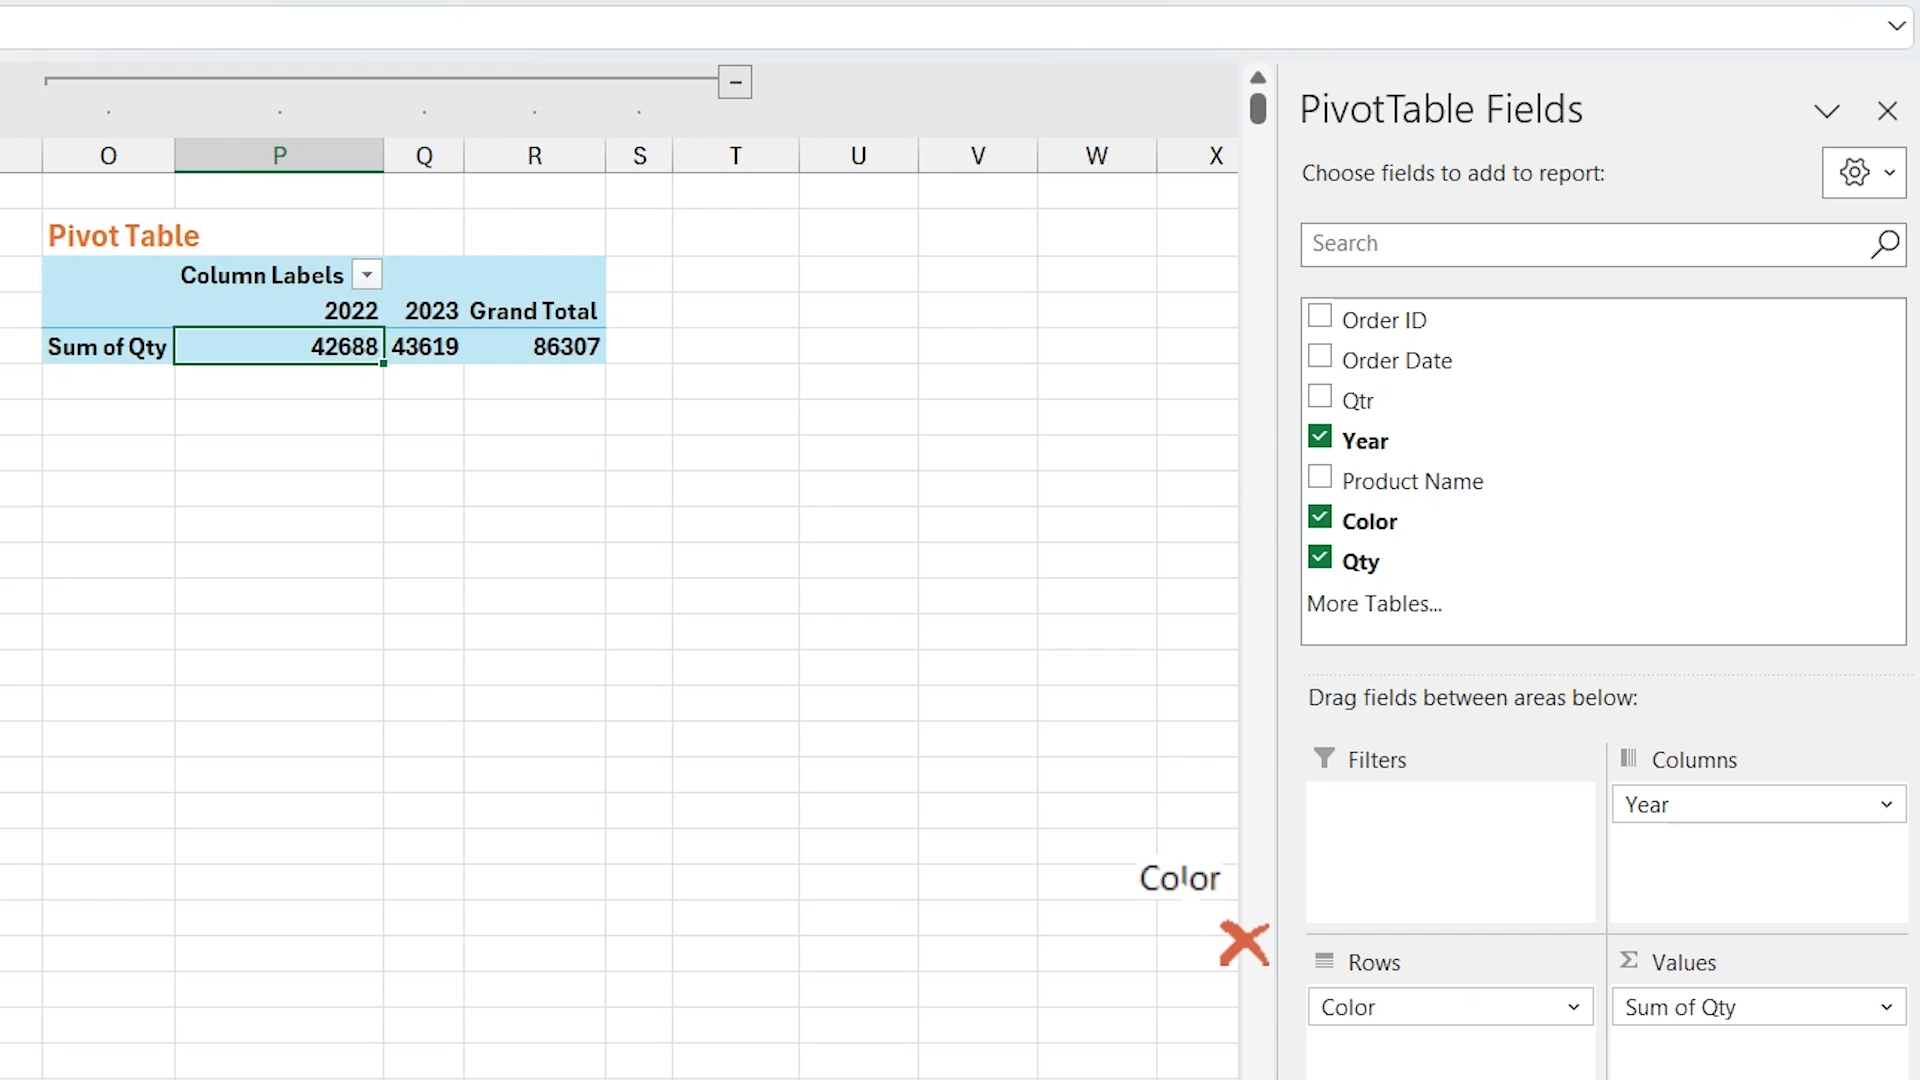 O P Q R S T U V W X
Pivot Table
Column Labels
2022 2023 Grand Total
Sum of Qty 42688 43619 86307
Color
PivotTable Fields
Choose fields to add to report:
Search
Order ID
Order Date
Qtr
Year
Product Name
Color
Qty
More Tables...
Drag fields between areas below:
Filters
Columns
Year
Rows
Values
Color
Sum of Qty